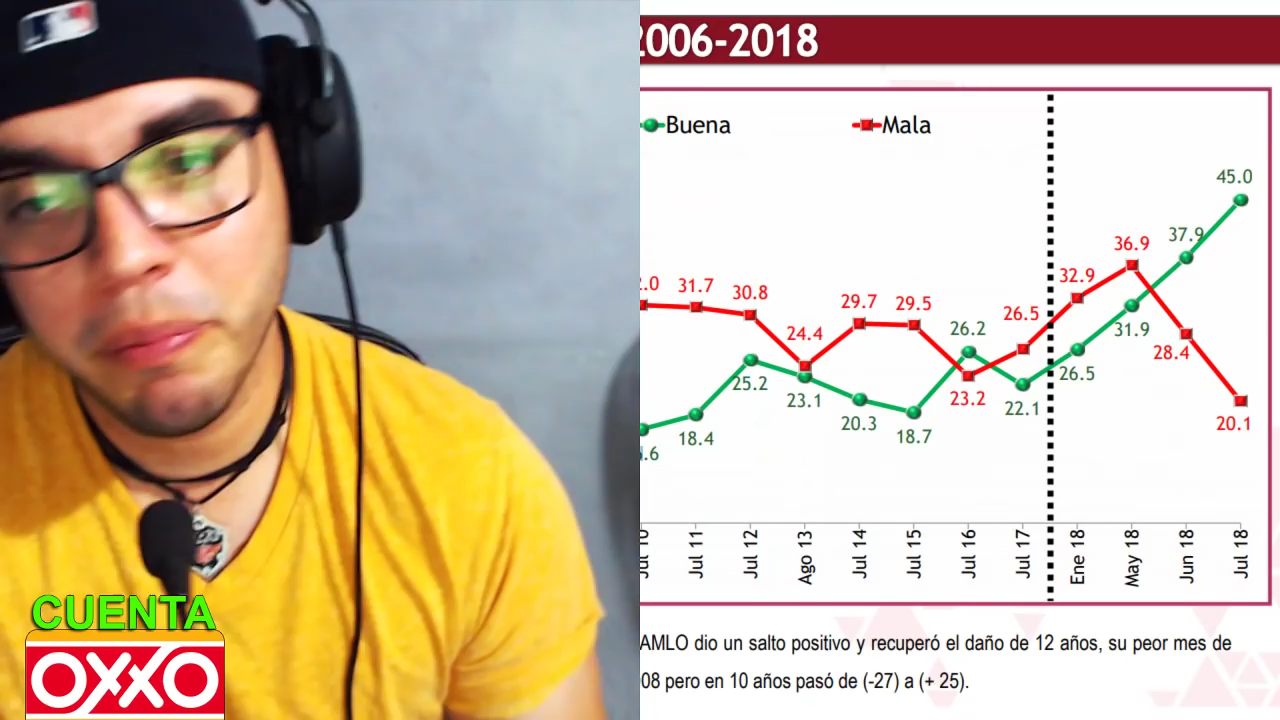 2006-2018
Buena
Mala
45.0
37.9
36.9
32.9
31.7
30.8
29.7
29.5
26.5
26.2
24.4
31.9
28.4
26.5
25.2
23.1
23.2
22.1
20.3
18.7
18.4
20.1
Jul 11
Jul 12
Ago 13
Jul 14
Jul 15
Jul 16
Jul 17
Ene 18
May 18
Jun 18
Jul 18
AMLO dio un salto positivo y recuperó el daño de 12 años, su peor mes de
08 pero en 10 años pasó de (-27) a (+ 25).
CUENTA
OXXO